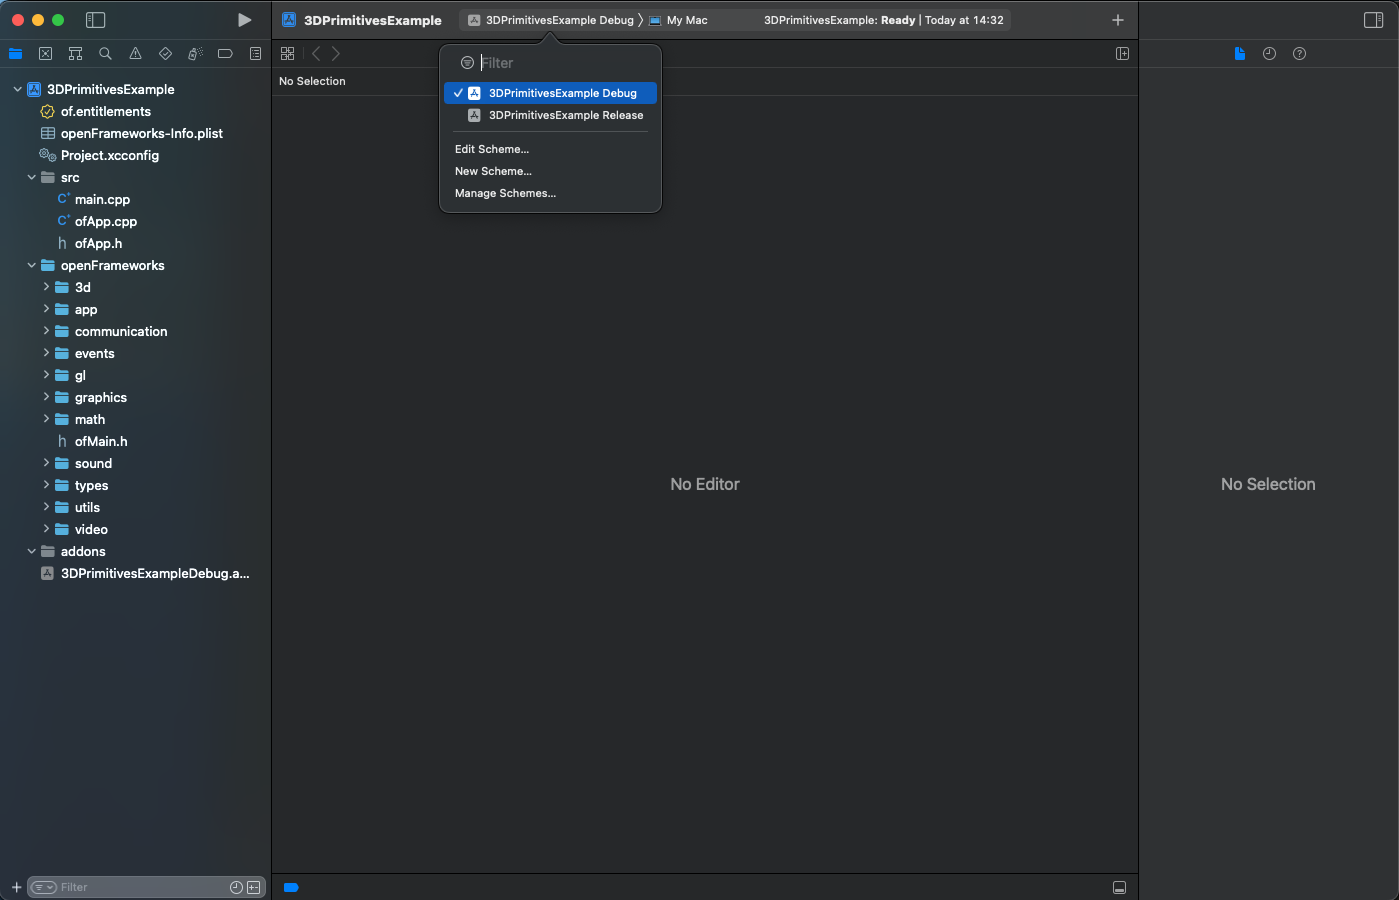 3DPrimitivesExample
3DPrimitivesExample Debug 〉 My Mac
3DPrimitivesExample: Ready | Today at 14:32
Filter
3DPrimitivesExample Debug
3DPrimitivesExample Release
Edit Scheme...
New Scheme...
Manage Schemes...
3DPrimitivesExample
of.entitlements
openFrameworks-Info.plist
Project.xcconfig
src
main.cpp
ofApp.cpp
ofApp.h
openFrameworks
3d
app
communication
events
gl
graphics
math
ofMain.h
sound
types
utils
video
addons
3DPrimitivesExampleDebug.a...
Filter
No Selection
No Editor
No Selection